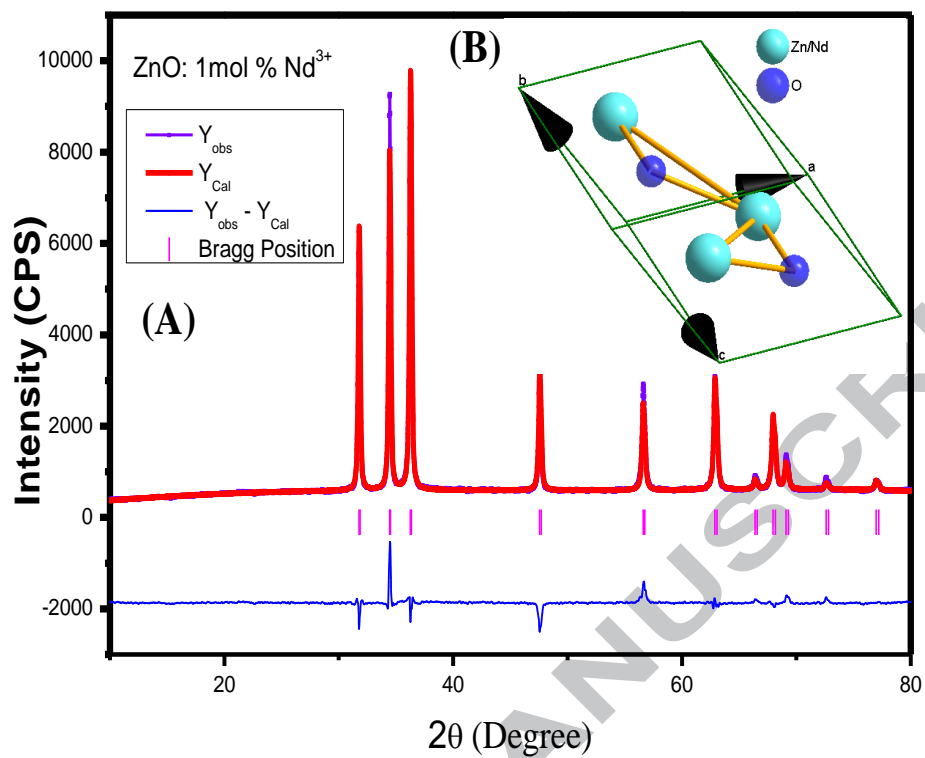 (B)
Zn/Nd
O
ZnO: 1mol % Nd³⁺
b
a
c
Y_obs
Y_Cal
Y_obs - Y_Cal
Bragg Position
(A)
10000
8000
6000
4000
2000
0
-2000
Intensity (CPS)
20
40
60
80
2θ (Degree)
ANUSCR